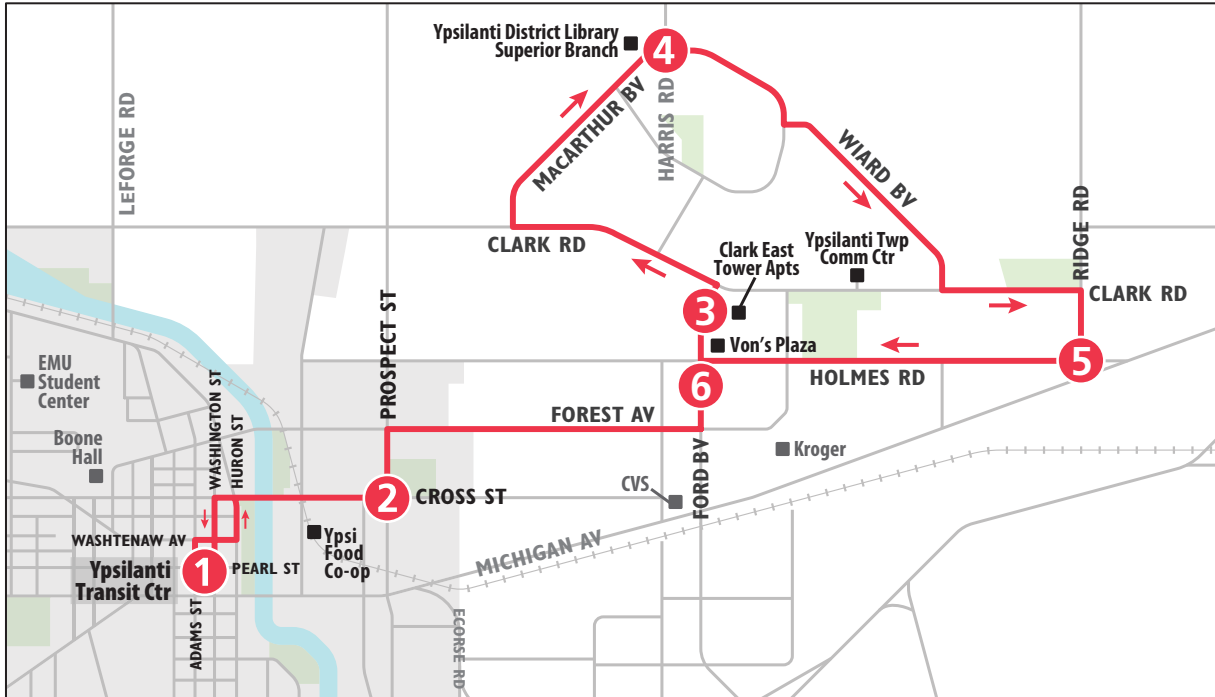 Ypsilanti District Library
Superior Branch
4
LEFORGE RD
MACARTHUR BV
HARRIS RD
WIARD BV
RIDGE RD
CLARK RD
Clark East
Tower Apts
Ypsilanti Twp
Comm Ctr
CLARK RD
3
Von's Plaza
5
HOLMES RD
6
EMU
Student
Center
WASHINGTON ST
HURON ST
PROSPECT ST
FOREST AV
Boone
Hall
Kroger
FORD BV
CVS
2
CROSS ST
WASHTENAW AV
Ypsi
Food
Co-op
MICHIGAN AV
Ypsilanti
Transit Ctr
1
PEARL ST
ADAMS ST
ECORSE RD